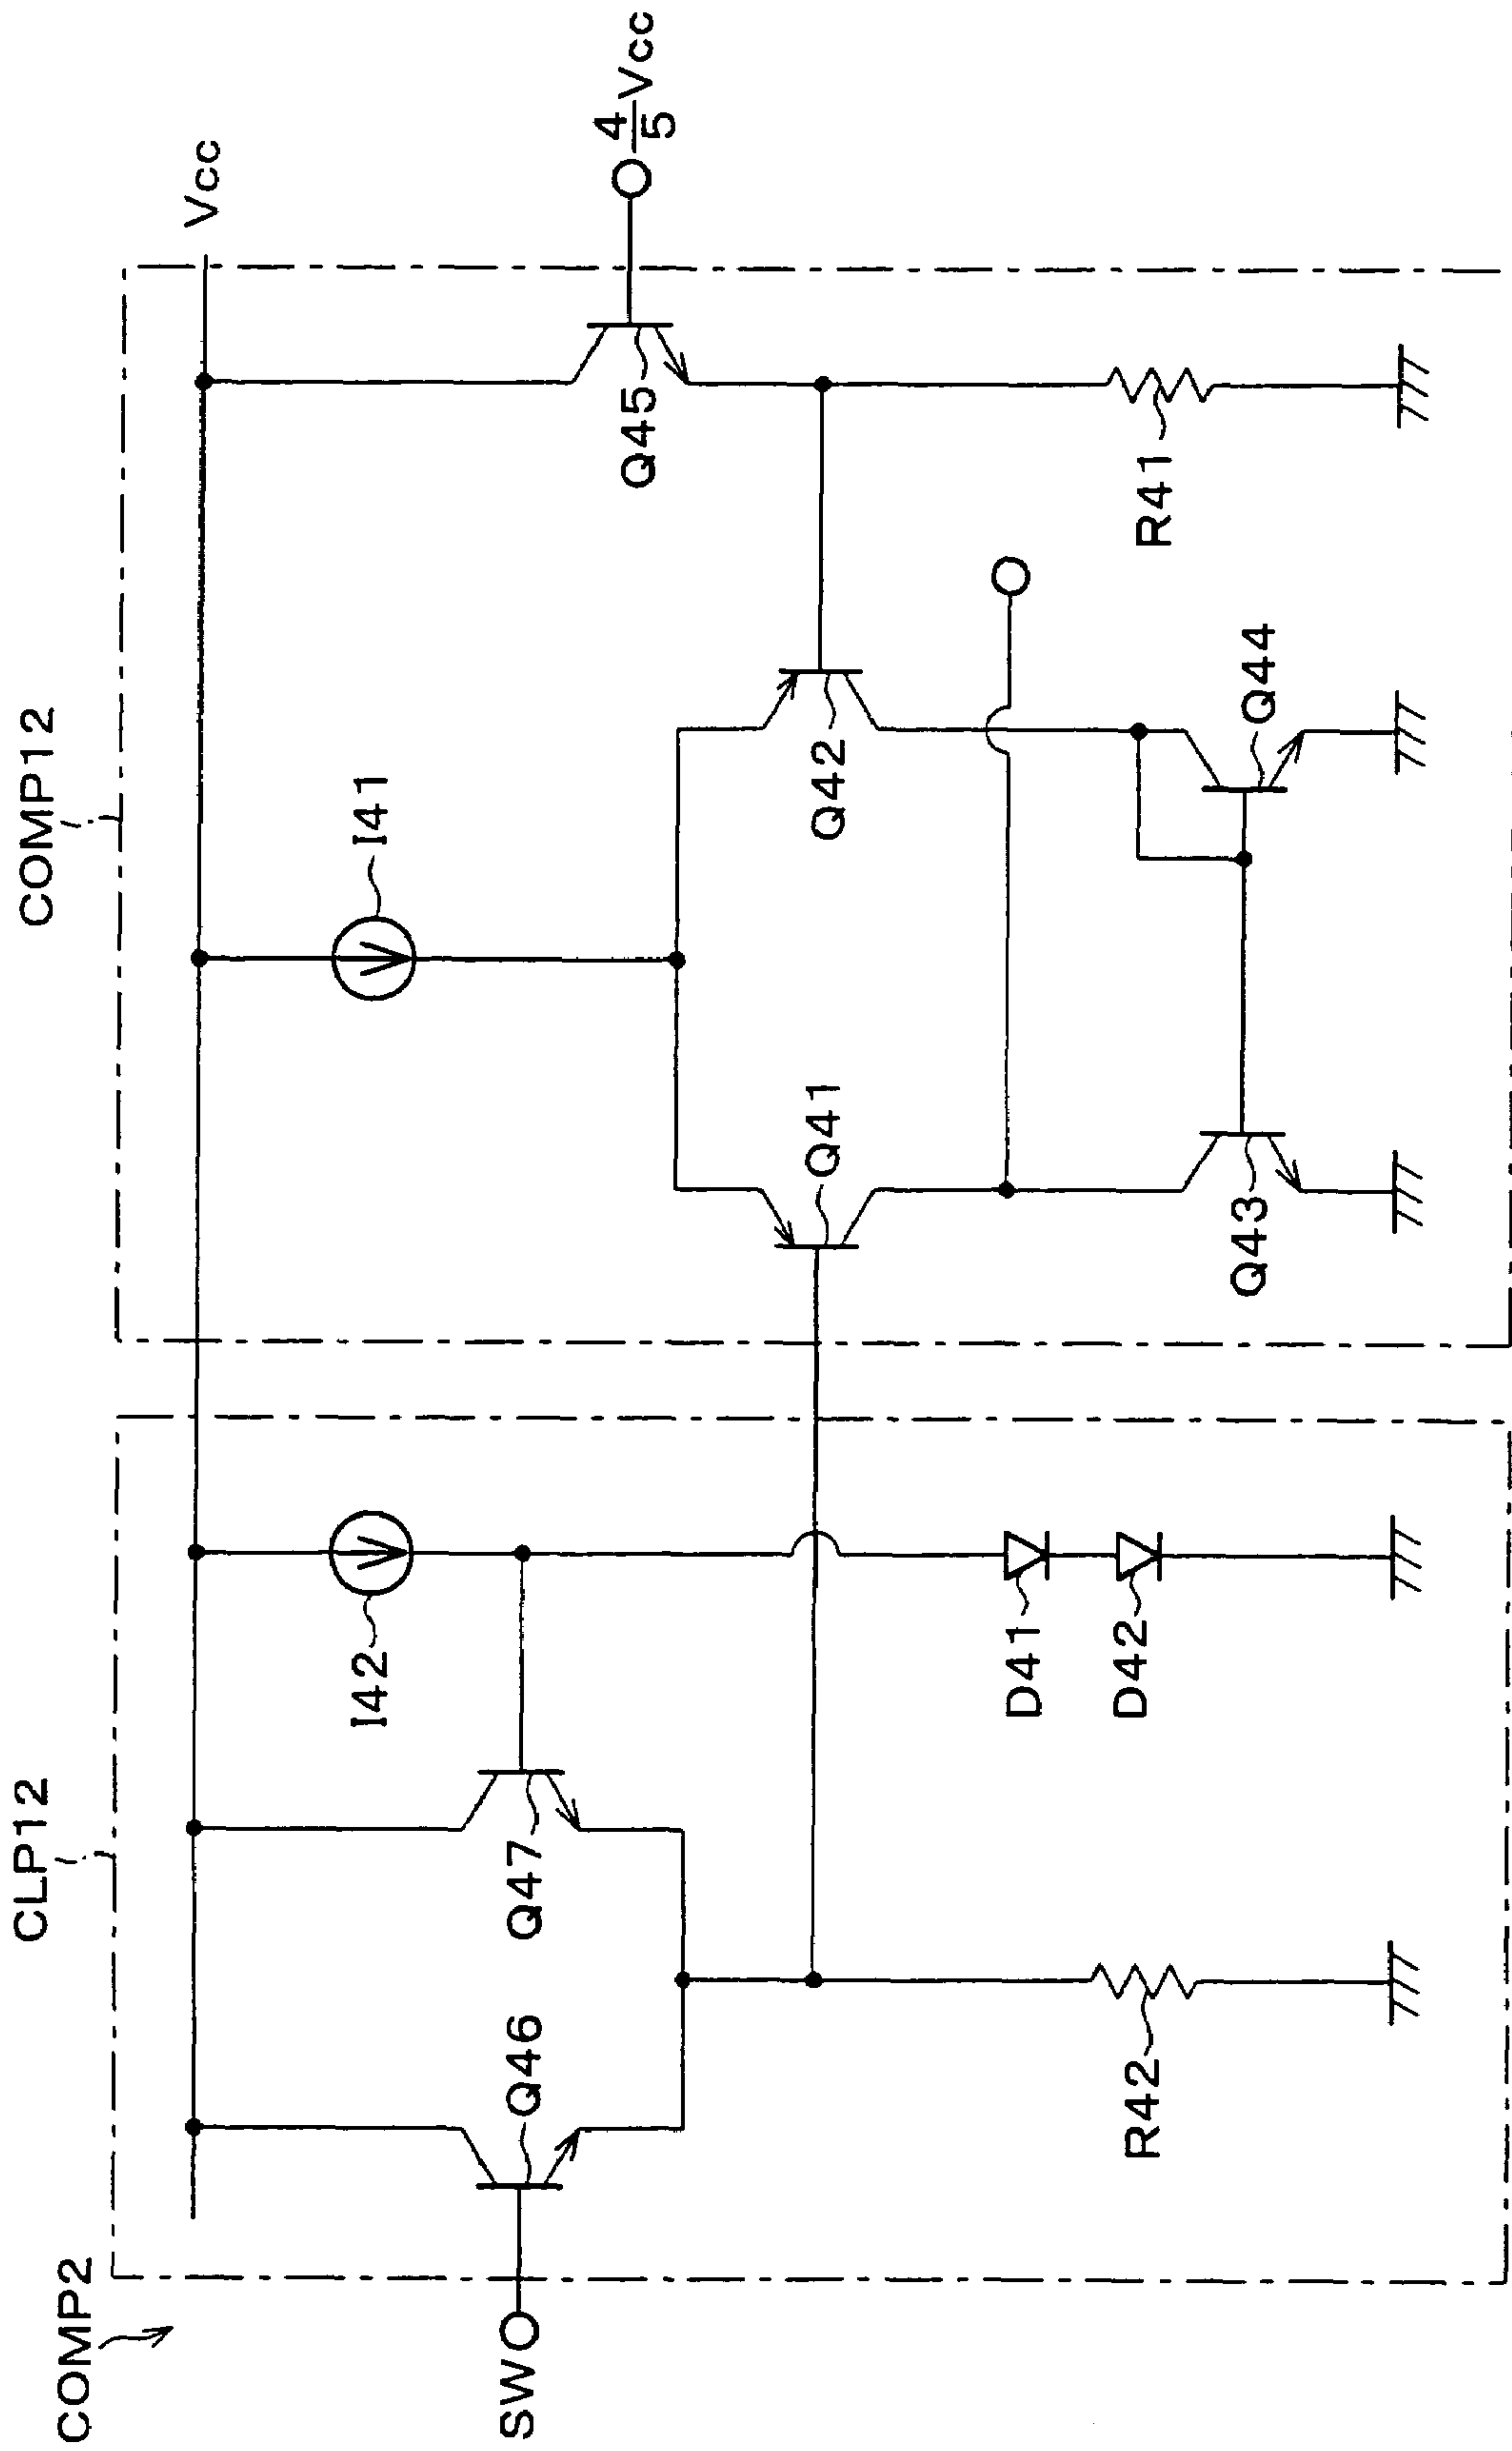 COMP2
CLP12
COMP12
Vcc
I42
I41
SW
Q46
Q47
Q45
4/5 Vcc
Q41
Q42
D41
D42
R42
Q43
Q44
R41